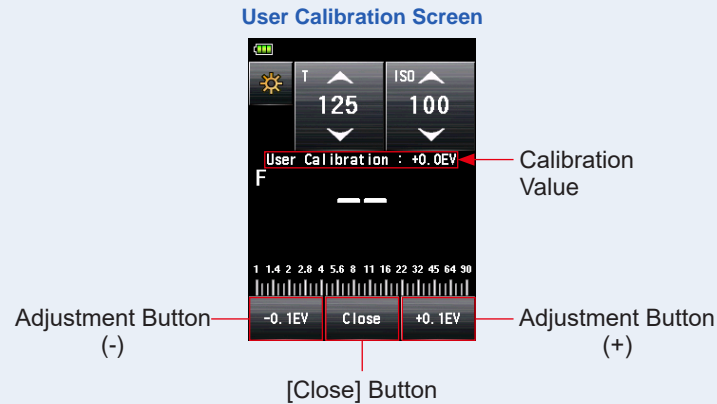 User Calibration Screen
T
125
ISO
100
User Calibration : +0.0EV
Calibration
Value
F
1 1.4 2 2.8 4 5.6 8 11 16 22 32 45 64 90
-0.1EV Close +0.1EV
Adjustment Button
(-)
Adjustment Button
(+)
[Close] Button